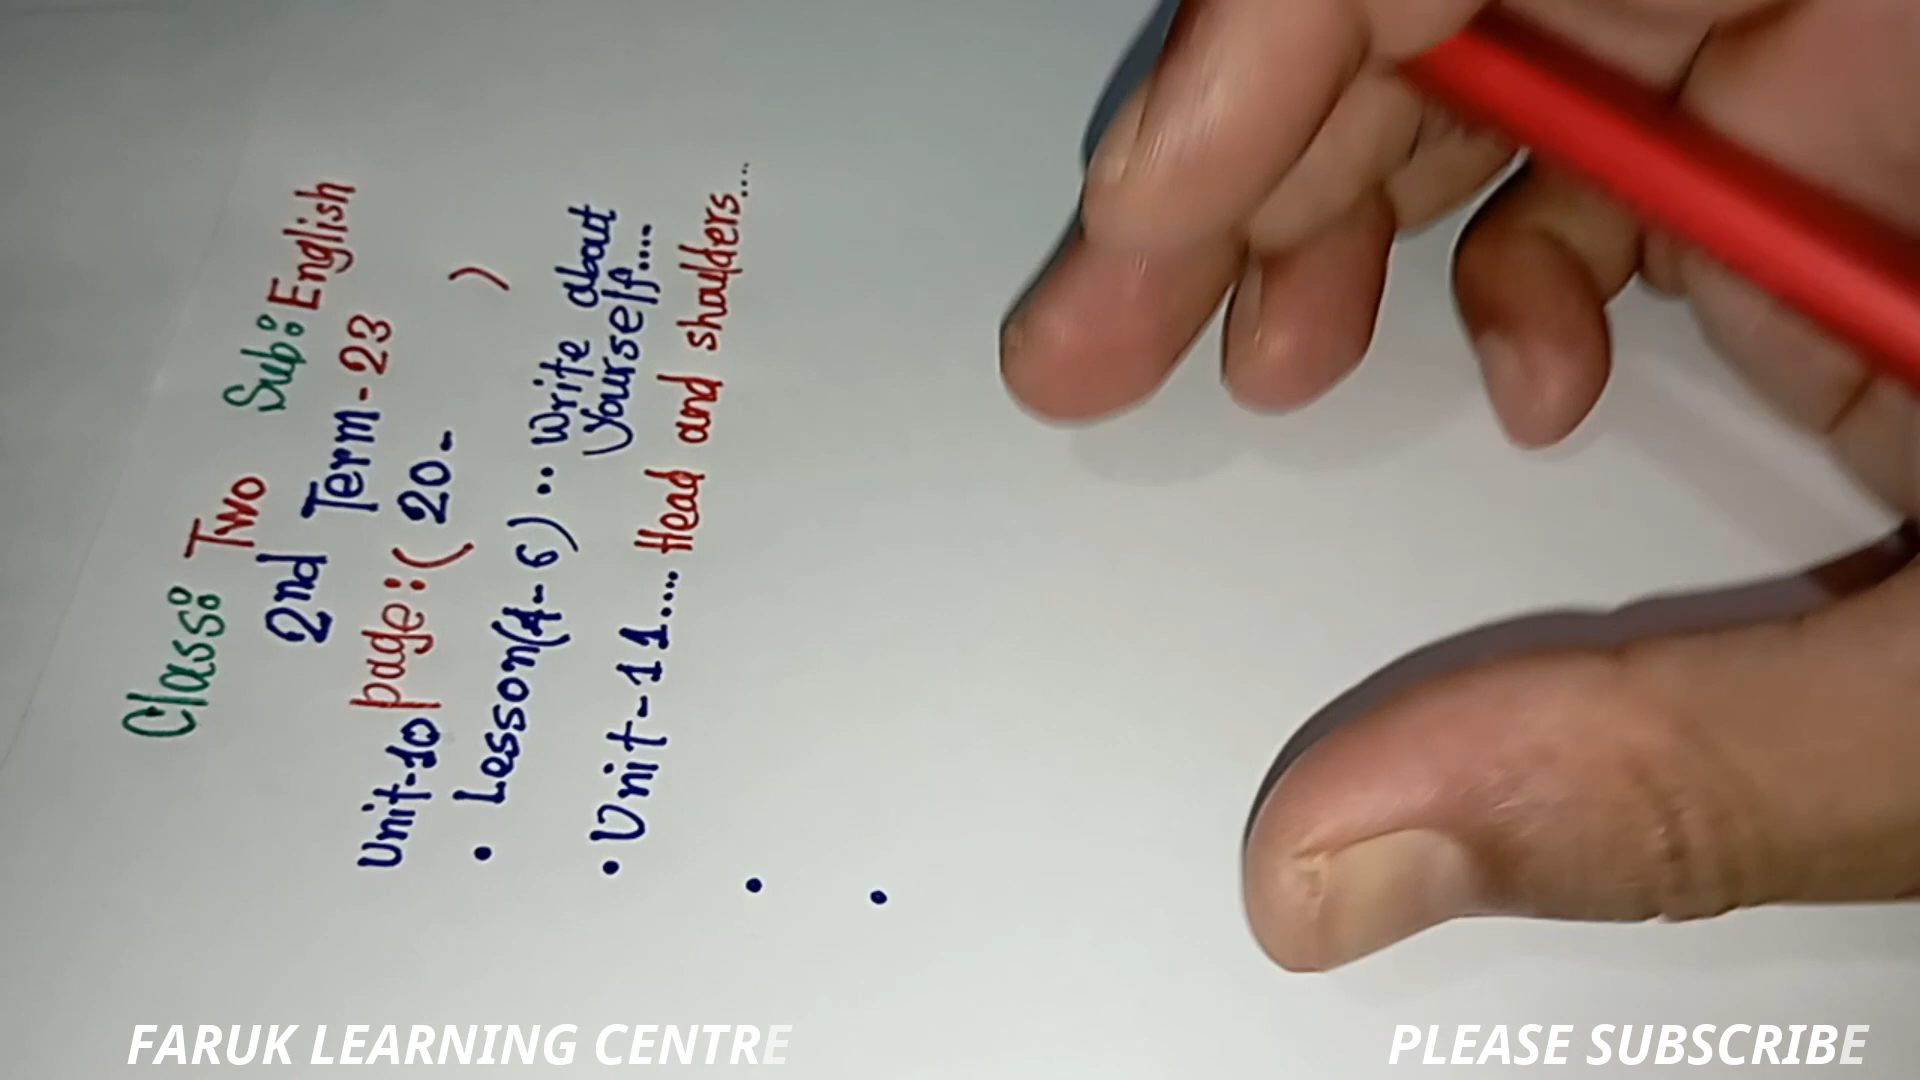 Class: Two Sub: English
2nd Term-23
Unit-10 page: ( 20- )
• Lesson(4-6) .. Write about
yourself....
• Unit-11.... Head and shoulders....
•
•
FARUK LEARNING CENTRE
PLEASE SUBSCRIBE